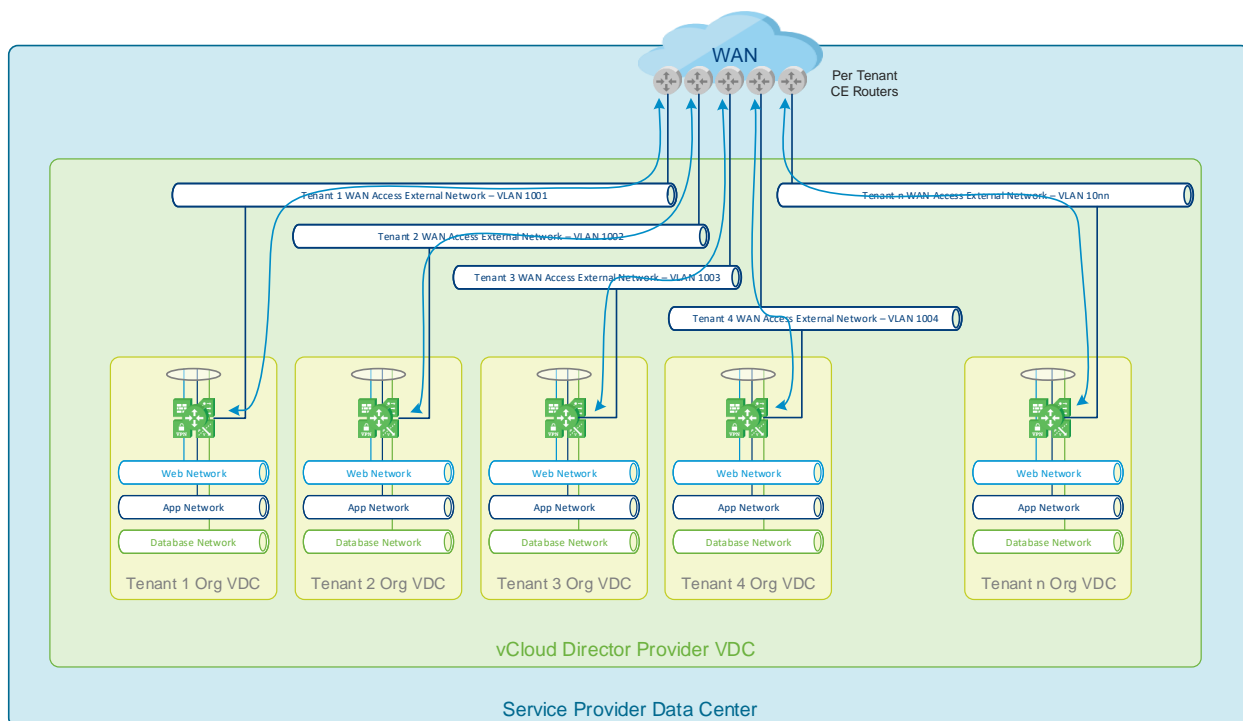 WAN
Per Tenant
CE Routers
Tenant 1 WAN Access External Network – VLAN 1001
Tenant n WAN Access External Network – VLAN 10nn
Tenant 2 WAN Access External Network – VLAN 1002
Tenant 3 WAN Access External Network – VLAN 1003
Tenant 4 WAN Access External Network – VLAN 1004
VPN
VPN
VPN
VPN
VPN
Web Network
Web Network
Web Network
Web Network
Web Network
App Network
App Network
App Network
App Network
App Network
Database Network
Database Network
Database Network
Database Network
Database Network
Tenant 1 Org VDC
Tenant 2 Org VDC
Tenant 3 Org VDC
Tenant 4 Org VDC
Tenant n Org VDC
vCloud Director Provider VDC
Service Provider Data Center